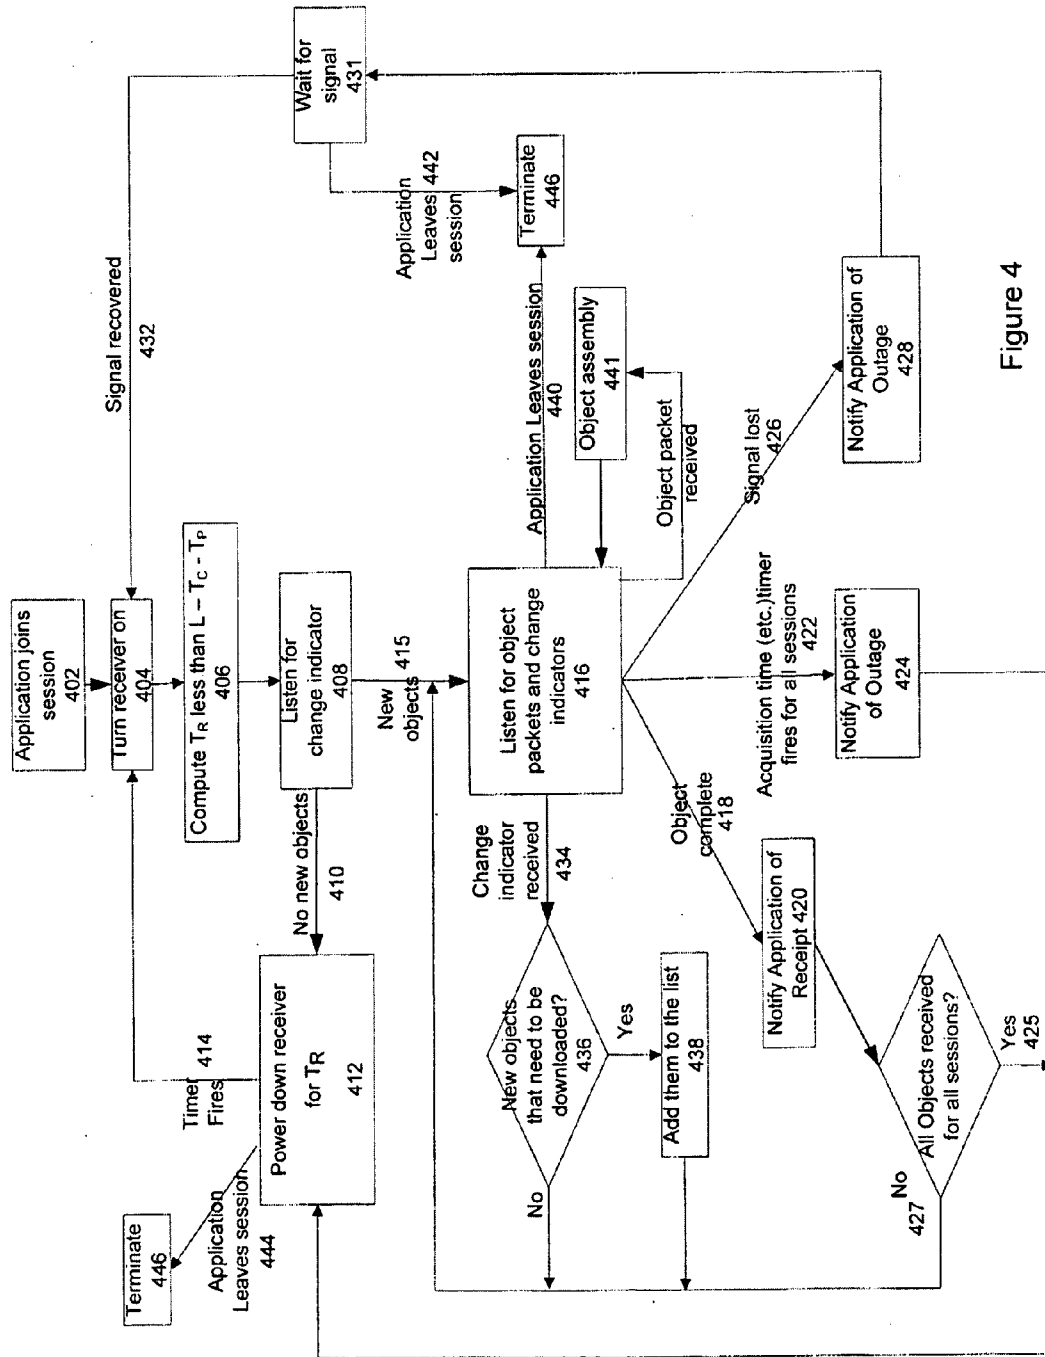 Application joins
session
402
Turn receiver on
404
Compute TR less than L – TC - TP
406
Listen for
change indicator
408
No new objects
410
New
objects
415
Power down receiver
for TR
412
Timer
Fires
414
Application
Leaves session
444
Terminate
446
Signal recovered
432
Wait for
signal
431
Application
Leaves
session
442
Terminate
446
Application Leaves session
440
Listen for object
packets and change
indicators
416
Object assembly
441
Object packet
received
Change
indicator
received
434
New objects
that need to be
downloaded?
436
No
Yes
Add them to the list
438
Object
complete
418
Notify Application of
Receipt 420
All Objects received
for all sessions?
No
427
Yes
425
Acquisition time (etc.)timer
fires for all sessions
422
Notify Application
of Outage
424
Signal lost
426
Notify Application of
Outage
428
Figure 4